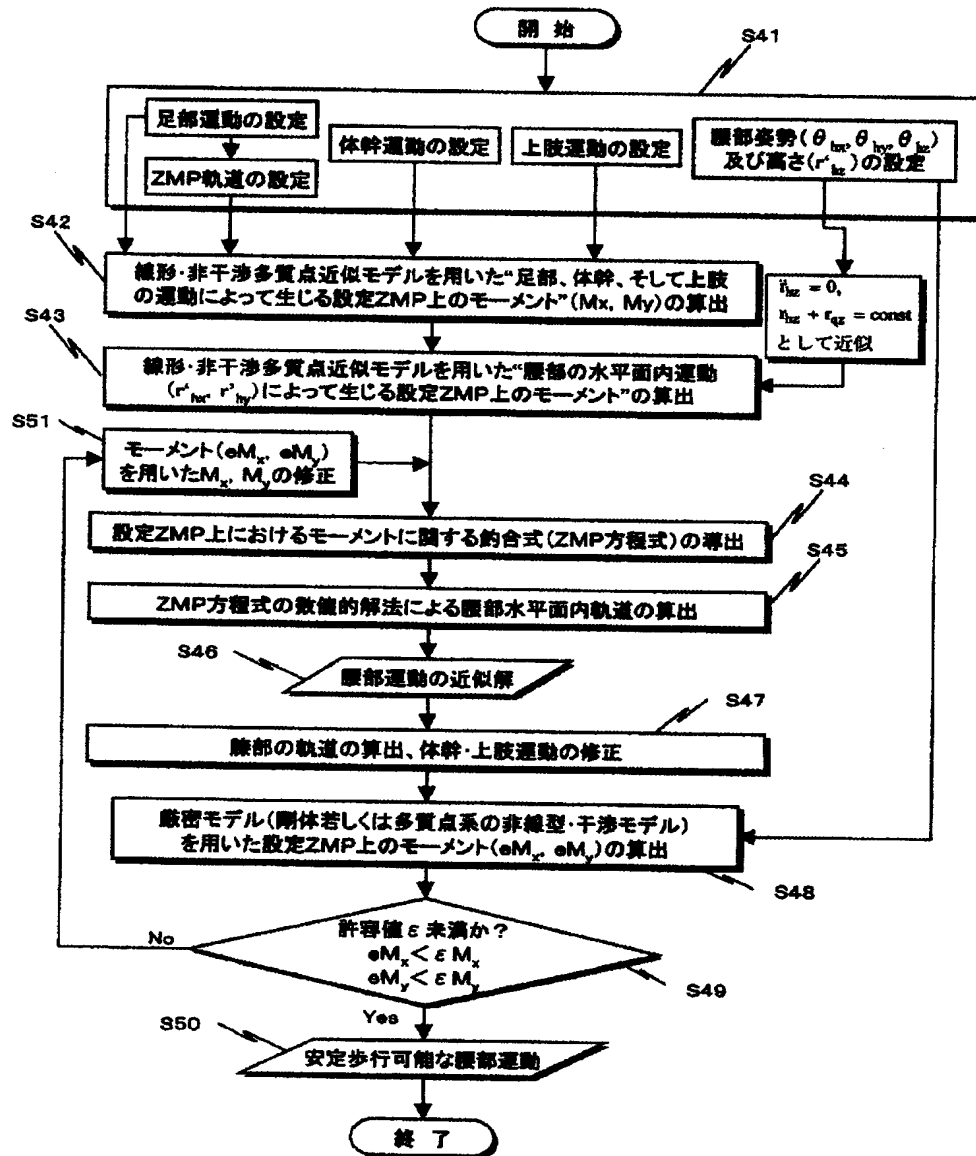 開始
S41
足部運動の設定
ZMP軌道の設定
体幹運動の設定
上肢運動の設定
腰部姿勢(θhx, θhy, θhz)
及び高さ(r'hz)の設定
S42
線形・非干渉多質点近似モデルを用いた“足部、体幹、そして上肢
の運動によって生じる設定ZMP上のモーメント”(Mx, My)の算出
= 0,
+ rqz = const
として近似
S43
線形・非干渉多質点近似モデルを用いた“腰部の水平面内運動
(r'hx, r'hy)によって生じる設定ZMP上のモーメント”の算出
S51
モーメント(eMx, eMy)
を用いたMx, Myの修正
S44
設定ZMP上におけるモーメントに関する釣合式(ZMP方程式)の導出
S45
ZMP方程式の数値的解法による腰部水平面内軌道の算出
S46
腰部運動の近似解
S47
膝部の軌道の算出、体幹・上肢運動の修正
厳密モデル(剛体若しくは多質点系の非線型・干渉モデル)
を用いた設定ZMP上のモーメント(eMx, eMy)の算出
S48
許容値ε未満か?
eMx<εMx
eMy<εMy
No
S49
Yes
S50
安定歩行可能な腰部運動
終了